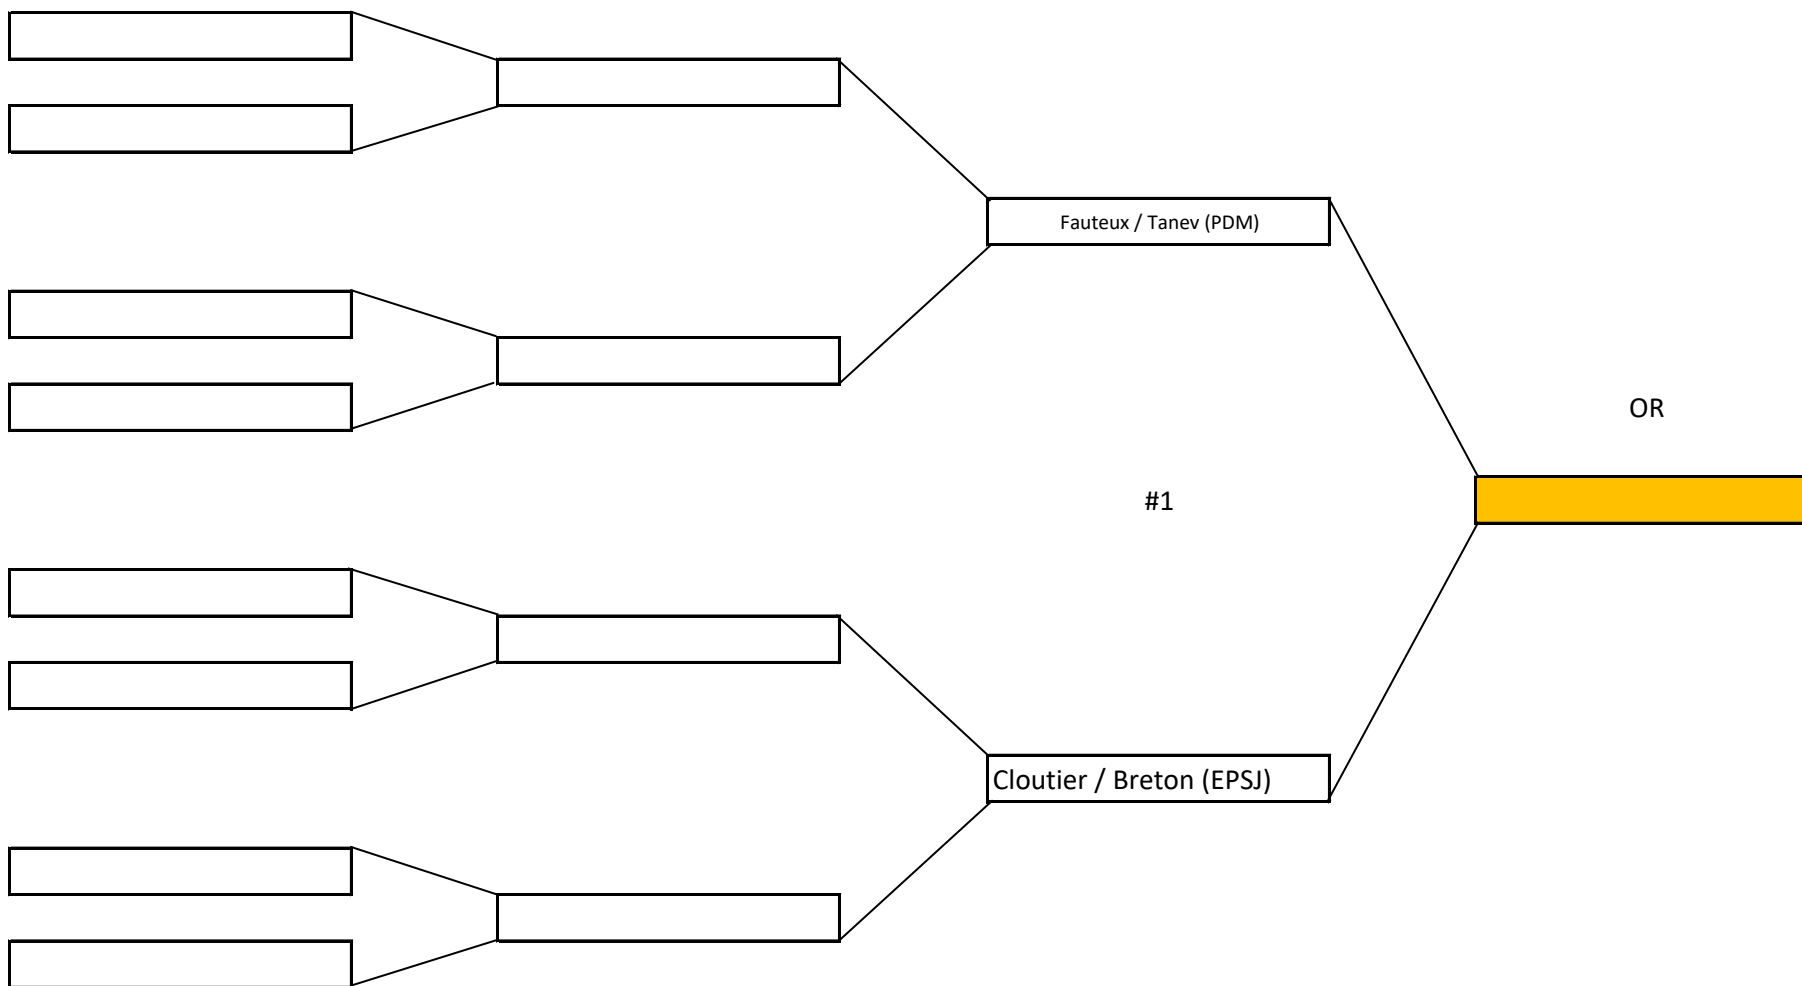 Fauteux / Tanev (PDM)
OR
#1
Cloutier / Breton (EPSJ)